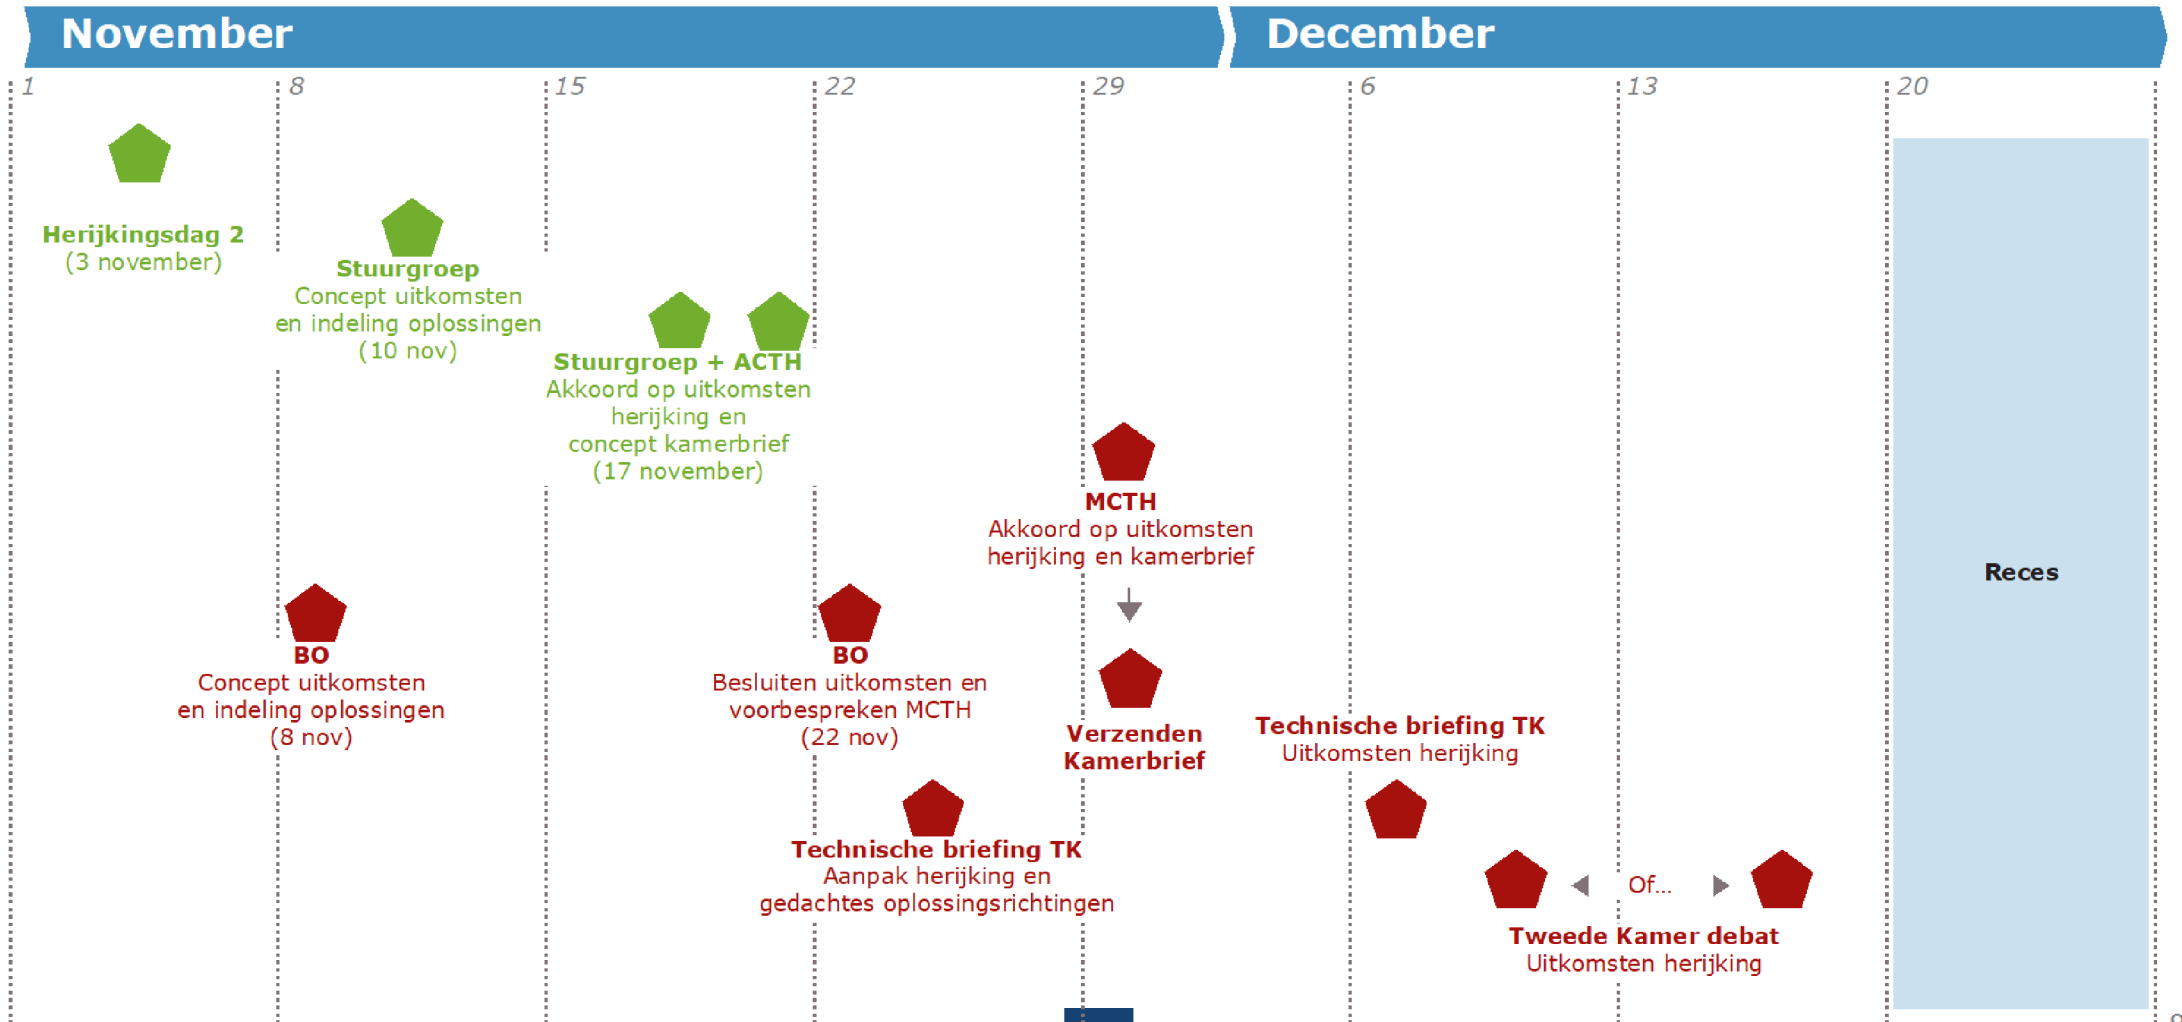 November
December
1
8
15
22
29
6
13
20
Herijkingsdag 2
(3 november)
Stuurgroep
Concept uitkomsten
en indeling oplossingen
(10 nov)
Stuurgroep + ACTH
Akkoord op uitkomsten
herijking en
concept kamerbrief
(17 november)
MCTH
Akkoord op uitkomsten
herijking en kamerbrief
Reces
BO
Concept uitkomsten
en indeling oplossingen
(8 nov)
BO
Besluiten uitkomsten en
voorbespreken MCTH
(22 nov)
Verzenden
Kamerbrief
Technische briefing TK
Uitkomsten herijking
Technische briefing TK
Aanpak herijking en
gedachtes oplossingsrichtingen
Of...
Tweede Kamer debat
Uitkomsten herijking